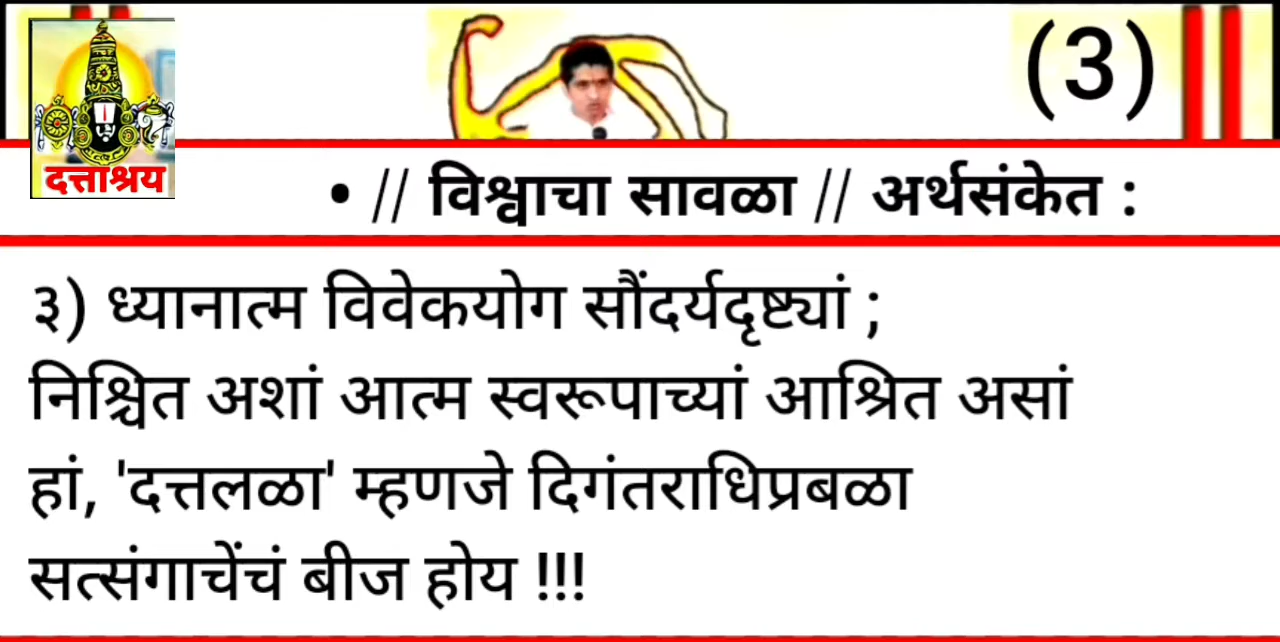 (3)
दत्ताश्रय
• // विश्वाचा सावळा // अर्थसंकेत :
३) ध्यानात्म विवेकयोग सौंदर्यदृष्ट्यां ;
निश्चित अशां आत्म स्वरूपाच्यां आश्रित असां
हां, 'दत्तलळा' म्हणजे दिगंतराधिप्रबळा
सत्संगाचेंचं बीज होय !!!